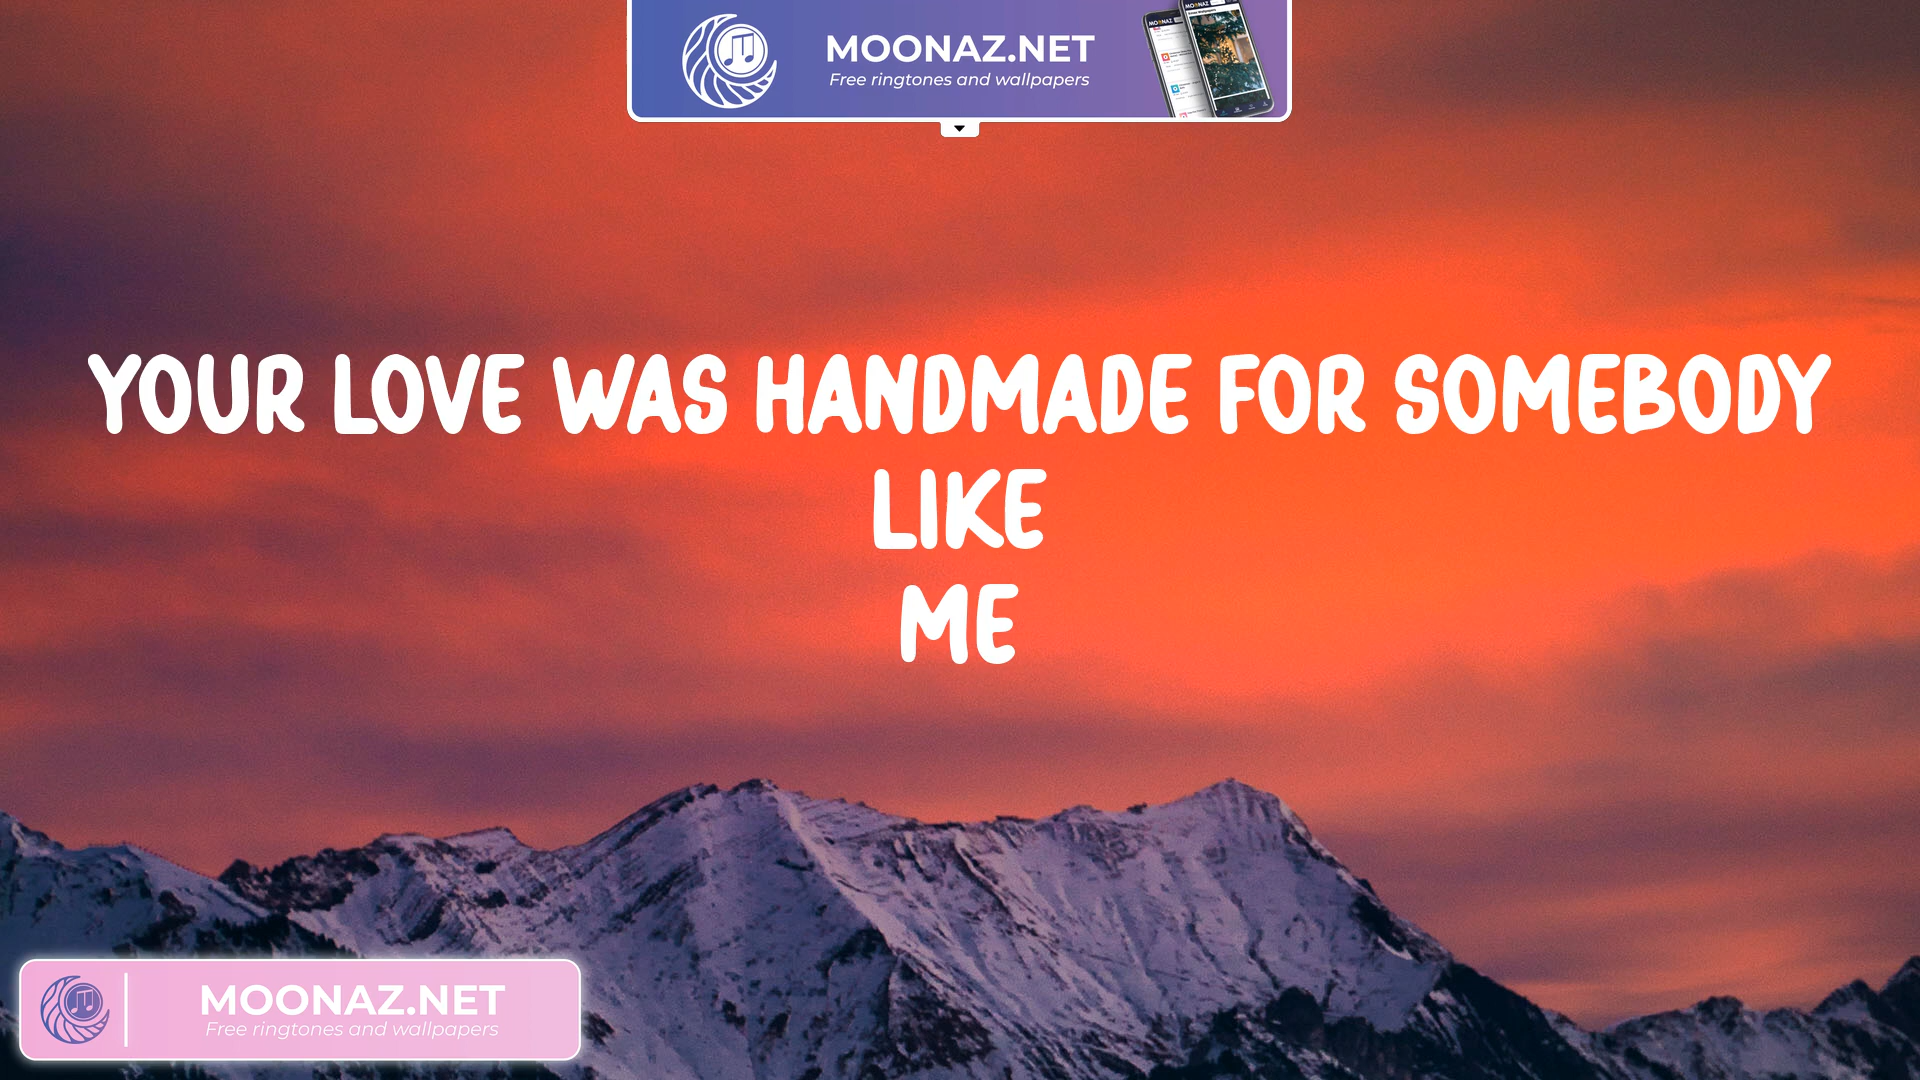 MOONAZ.NET
Free ringtones and wallpapers
YOUR LOVE WAS HANDMADE FOR SOMEBODY
LIKE
ME
MOONAZ.NET
Free ringtones and wallpapers